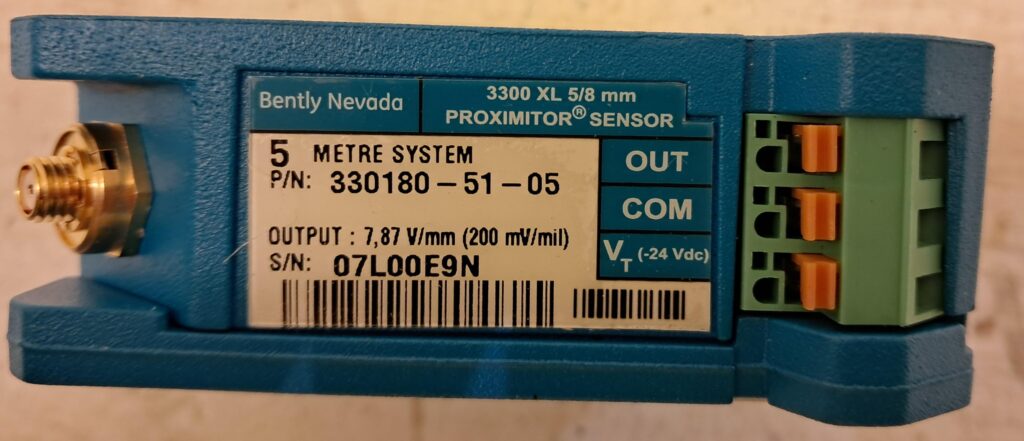 Bently Nevada
3300 XL 5/8 mm
PROXIMITOR® SENSOR
5 METRE SYSTEM
P/N: 330180-51-05
OUTPUT : 7,87 V/mm (200 mV/mil)
S/N: 07L00E9N
OUT
COM
VT (-24 Vdc)